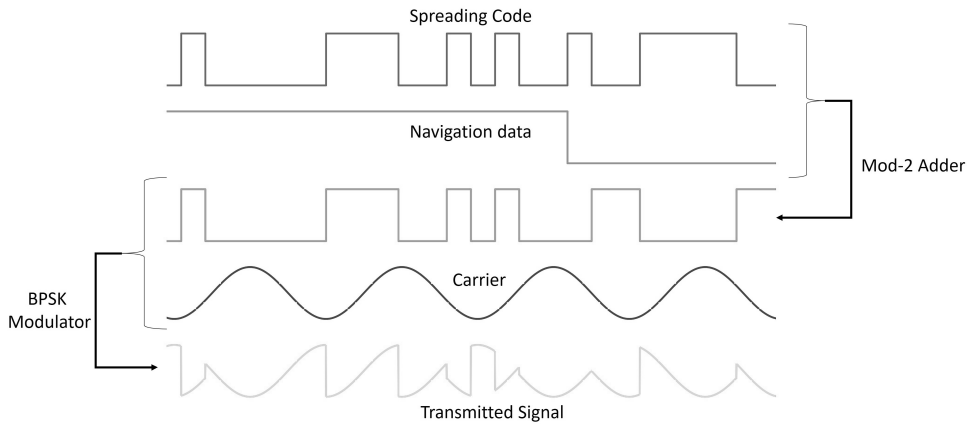 Spreading Code
Navigation data
Mod-2 Adder
Carrier
BPSK
Modulator
Transmitted Signal